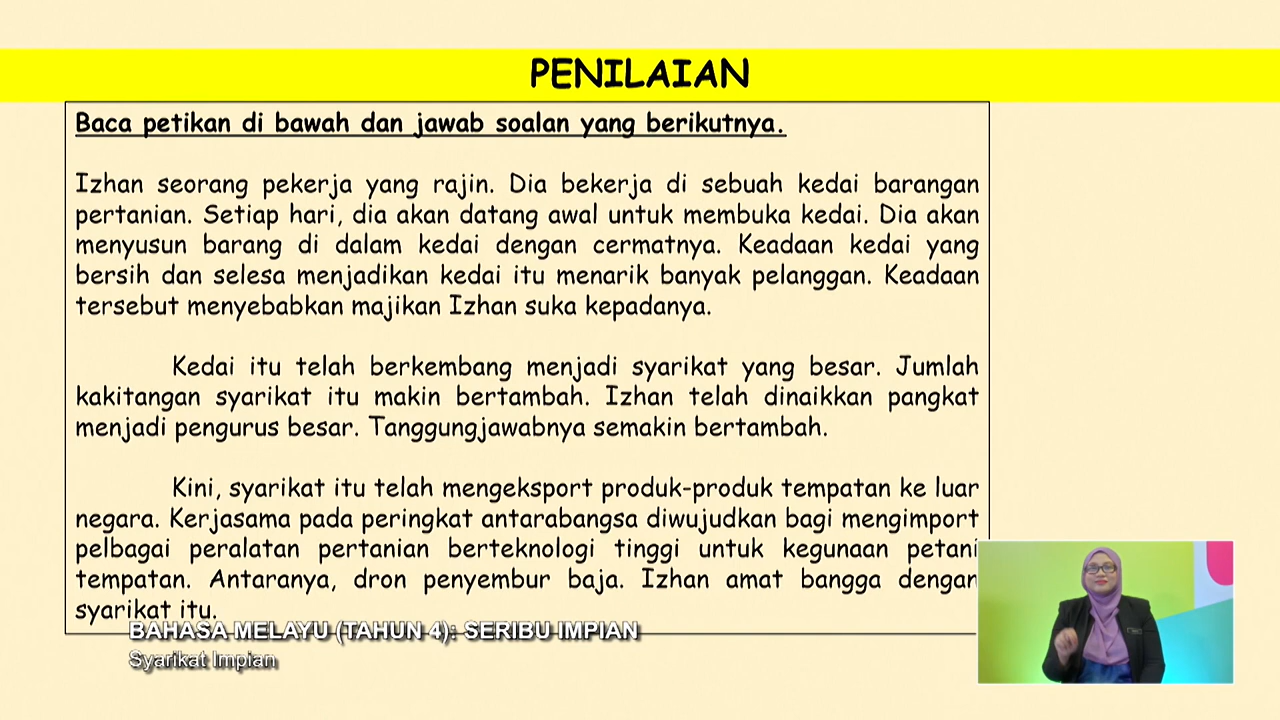 PENILAIAN
Baca petikan di bawah dan jawab soalan yang berikutnya.
Izhan seorang pekerja yang rajin. Dia bekerja di sebuah kedai barangan
pertanian. Setiap hari, dia akan datang awal untuk membuka kedai. Dia akan
menyusun barang di dalam kedai dengan cermatnya. Keadaan kedai yang
bersih dan selesa menjadikan kedai itu menarik banyak pelanggan. Keadaan
tersebut menyebabkan majikan Izhan suka kepadanya.
Kedai itu telah berkembang menjadi syarikat yang besar. Jumlah
kakitangan syarikat itu makin bertambah. Izhan telah dinaikkan pangkat
menjadi pengurus besar. Tanggungjawabnya semakin bertambah.
Kini, syarikat itu telah mengeksport produk-produk tempatan ke luar
negara. Kerjasama pada peringkat antarabangsa diwujudkan bagi mengimport
pelbagai peralatan pertanian berteknologi tinggi untuk kegunaan petani
tempatan. Antaranya, dron penyembur baja. Izhan amat bangga dengan
syarikat itu.
BAHASA MELAYU (TAHUN 4): SERIBU IMPIAN
Syarikat Impian